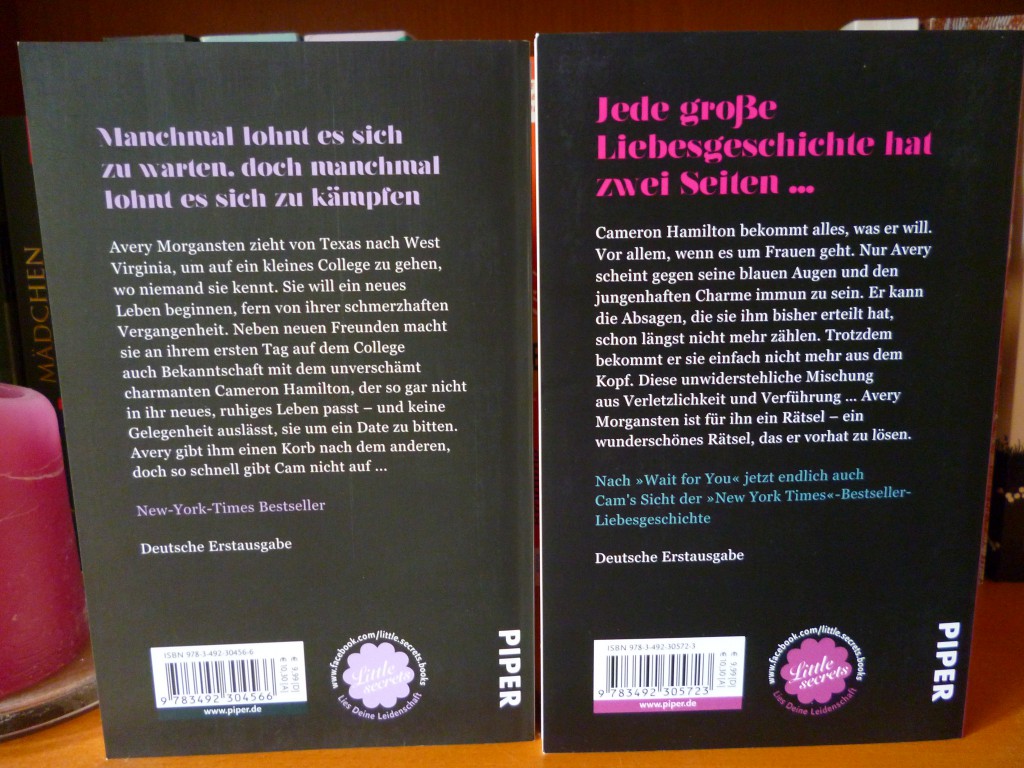 MÄDCHEN
Manchmal lohnt es sich
zu warten, doch manchmal
lohnt es sich zu kämpfen
Avery Morgansten zieht von Texas nach West
Virginia, um auf ein kleines College zu gehen,
wo niemand sie kennt. Sie will ein neues
Leben beginnen, fern von ihrer schmerzhaften
Vergangenheit. Neben neuen Freunden macht
sie an ihrem ersten Tag auf dem College
auch Bekanntschaft mit dem unverschämt
charmanten Cameron Hamilton, der so gar nicht
in ihr neues, ruhiges Leben passt – und keine
Gelegenheit auslässt, sie um ein Date zu bitten.
Avery gibt ihm einen Korb nach dem anderen,
doch so schnell gibt Cam nicht auf ...
New-York-Times Bestseller
Deutsche Erstausgabe
ISBN 978-3-492-30456-6
€ 9,99 [D]
€ 10,30 [A]
9 783492 304566
www.piper.de
www.facebook.com/little.secrets.books
Little
secrets
Lies Deine Leidenschaft
PIPER
Jede große
Liebesgeschichte hat
zwei Seiten ...
Cameron Hamilton bekommt alles, was er will.
Vor allem, wenn es um Frauen geht. Nur Avery
scheint gegen seine blauen Augen und den
jungenhaften Charme immun zu sein. Er kann
die Absagen, die sie ihm bisher erteilt hat,
schon längst nicht mehr zählen. Trotzdem
bekommt er sie einfach nicht mehr aus dem
Kopf. Diese unwiderstehliche Mischung
aus Verletzlichkeit und Verführung ... Avery
Morgansten ist für ihn ein Rätsel – ein
wunderschönes Rätsel, das er vorhat zu lösen.
Nach »Wait for You« jetzt endlich auch
Cam's Sicht der »New York Times«-Bestseller-
Liebesgeschichte
Deutsche Erstausgabe
ISBN 978-3-492-30572-3
€ 9,99 [D]
€ 10,30 [A]
9 783492 305723
www.piper.de
www.facebook.com/little.secrets.books
Little
secrets
Lies Deine Leidenschaft
PIPER